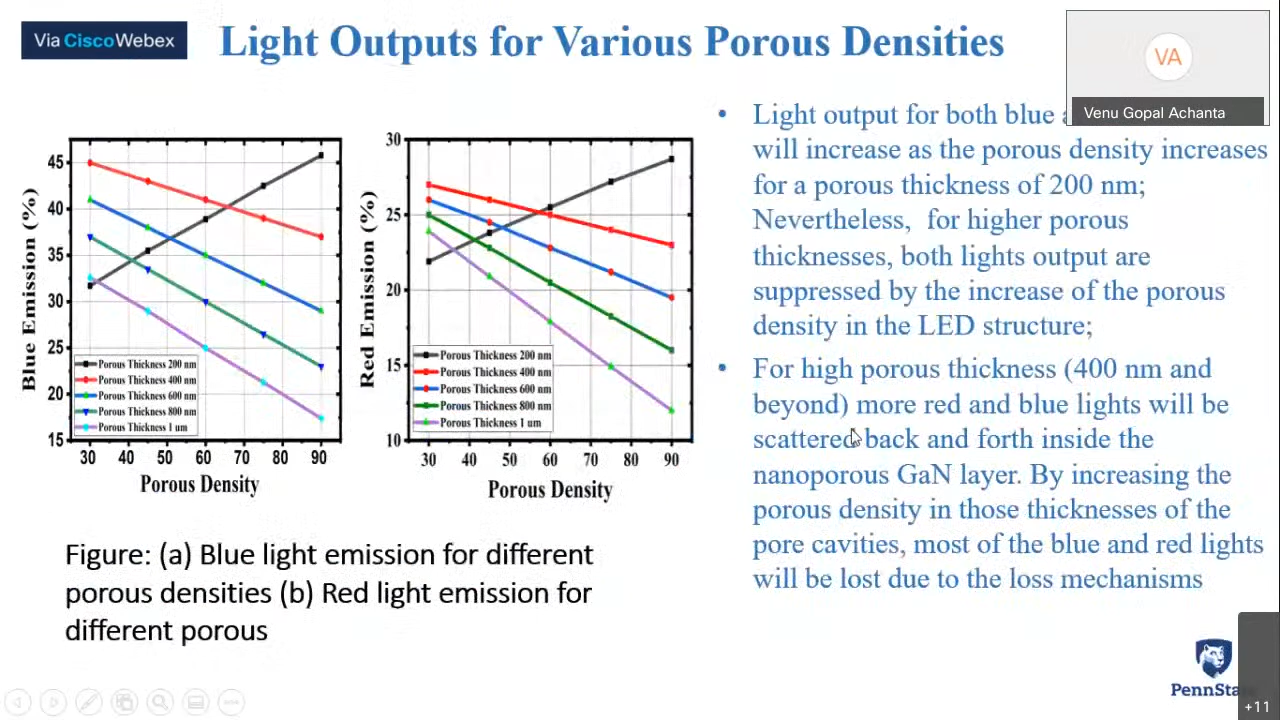 Via Cisco Webex
Light Outputs for Various Porous Densities
VA
Venu Gopal Achanta
45
40
35
30
25
20
15
Blue Emission (%)
Porous Thickness 200 nm
Porous Thickness 400 nm
Porous Thickness 600 nm
Porous Thickness 800 nm
Porous Thickness 1 um
30 40 50 60 70 80 90
Porous Density
30
25
20
15
10
Red Emission (%)
Porous Thickness 200 nm
Porous Thickness 400 nm
Porous Thickness 600 nm
Porous Thickness 800 nm
Porous Thickness 1 um
30 40 50 60 70 80 90
Porous Density
Figure: (a) Blue light emission for different
porous densities (b) Red light emission for
different porous
• Light output for both blue
will increase as the porous density increases
for a porous thickness of 200 nm;
Nevertheless, for higher porous
thicknesses, both lights output are
suppressed by the increase of the porous
density in the LED structure;
• For high porous thickness (400 nm and
beyond) more red and blue lights will be
scattered back and forth inside the
nanoporous GaN layer. By increasing the
porous density in those thicknesses of the
pore cavities, most of the blue and red lights
will be lost due to the loss mechanisms
PennSta
+11